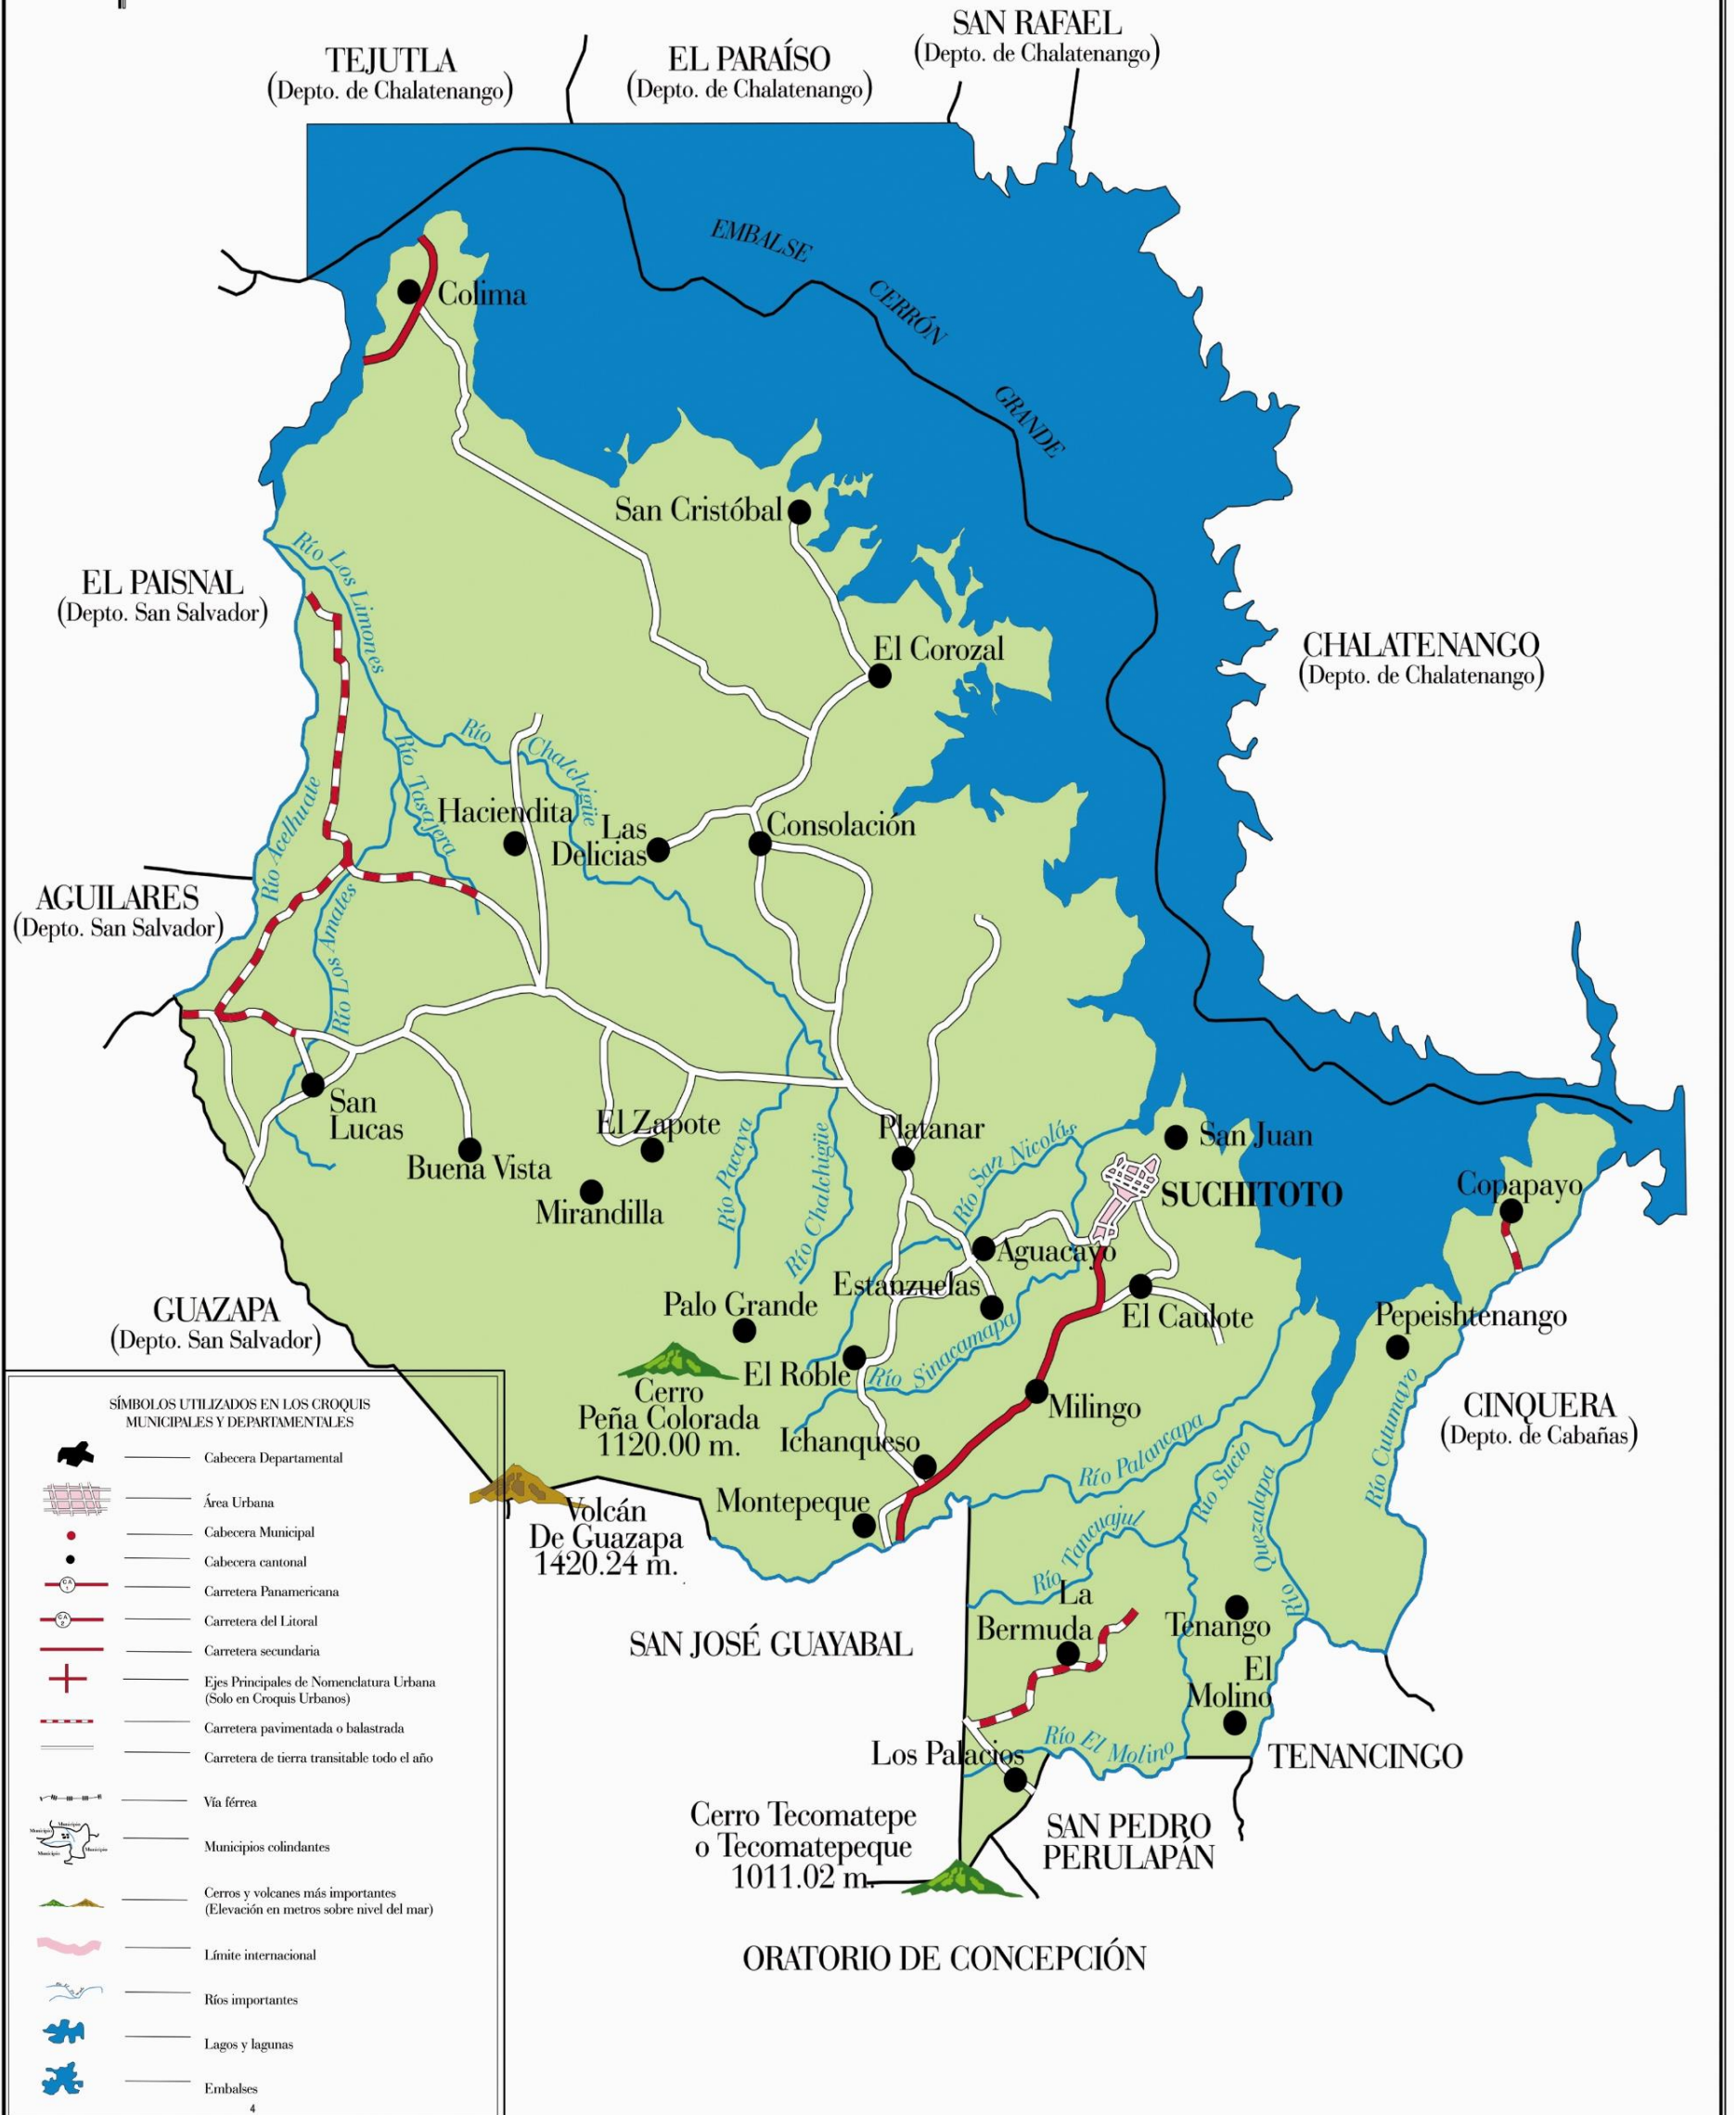 TEJUTLA
(Depto. de Chalatenango)
EL PARAÍSO
(Depto. de Chalatenango)
SAN RAFAEL
(Depto. de Chalatenango)
EMBALSE
CERRÓN
GRANDE
Colima
San Cristóbal
EL PAISNAL
(Depto. San Salvador)
Río Los Limones
El Corozal
CHALATENANGO
(Depto. de Chalatenango)
Río Chalchigüe
Río Tasajera
Río Acelhuate
Haciendita
Las
Delicias
Consolación
AGUILARES
(Depto. San Salvador)
Río Los Amates
San
Lucas
Buena Vista
El Zapote
Mirandilla
Río Pacaya
Río Chalchigüe
Platanar
Río San Nicolás
San Juan
SUCHITOTO
Copapayo
Aguacayo
Estanzuelas
El Caulote
GUAZAPA
(Depto. San Salvador)
Palo Grande
Pepeishtenango
El Roble
Río Sinacamapa
Cerro
Peña Colorada
1120.00 m.
Milingo
CINQUERA
(Depto. de Cabañas)
Río Cutumayo
Ichanqueso
Río Palancapa
Río Sucio
Río Quezalapa
Montepeque
Volcán
De Guazapa
1420.24 m.
Río Tancuajul
La
Bermuda
Tenango
SAN JOSÉ GUAYABAL
El
Molino
Río El Molino
Los Palacios
TENANCINGO
Cerro Tecomatepe
o Tecomatepeque
1011.02 m.
SAN PEDRO
PERULAPÁN
ORATORIO DE CONCEPCIÓN
SÍMBOLOS UTILIZADOS EN LOS CROQUIS
MUNICIPALES Y DEPARTAMENTALES
Cabecera Departamental
Área Urbana
Cabecera Municipal
Cabecera cantonal
CA
1
Carretera Panamericana
CA
2
Carretera del Litoral
Carretera secundaria
Ejes Principales de Nomenclatura Urbana
(Solo en Croquis Urbanos)
Carretera pavimentada o balastrada
Carretera de tierra transitable todo el año
Vía férrea
Municipio
Municipio
Municipio
Municipio
Municipios colindantes
Cerros y volcanes más importantes
(Elevación en metros sobre nivel del mar)
Límite internacional
Ríos importantes
Lagos y lagunas
Embalses
4